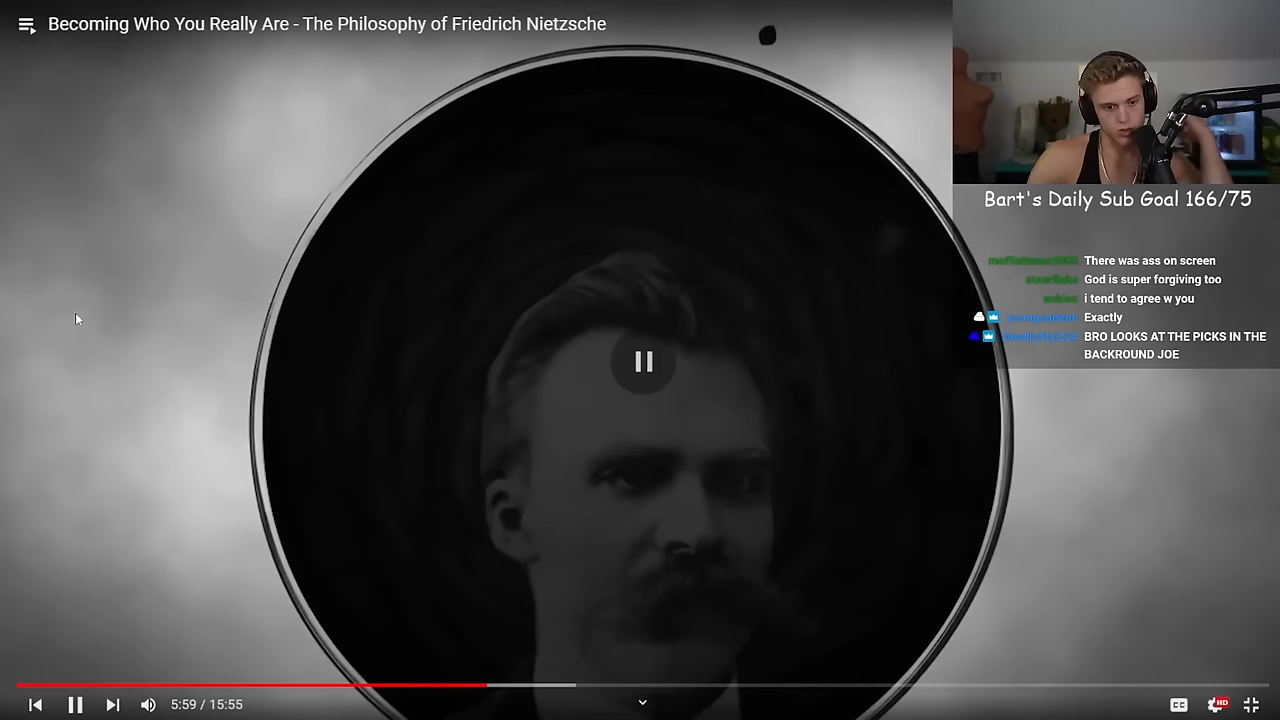 Becoming Who You Really Are - The Philosophy of Friedrich Nietzsche
Bart's Daily Sub Goal 166/75
There was ass on screen
God is super forgiving too
i tend to agree w you
Exactly
BRO LOOKS AT THE PICKS IN THE
BACKROUND JOE
5:59 / 15:55
CC
HD